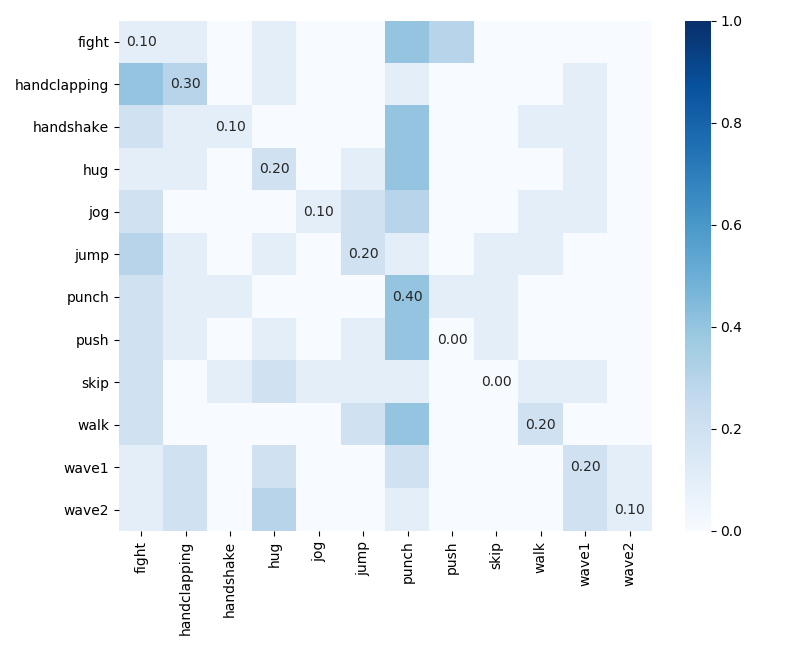 fight 0.10
handclapping 0.30
handshake 0.10
hug 0.20
jog 0.10
jump 0.20
punch 0.40
push 0.00
skip 0.00
walk 0.20
wave1 0.20
wave2 0.10
fight handclapping handshake hug jog jump punch push skip walk wave1 wave2
1.0
0.8
0.6
0.4
0.2
0.0